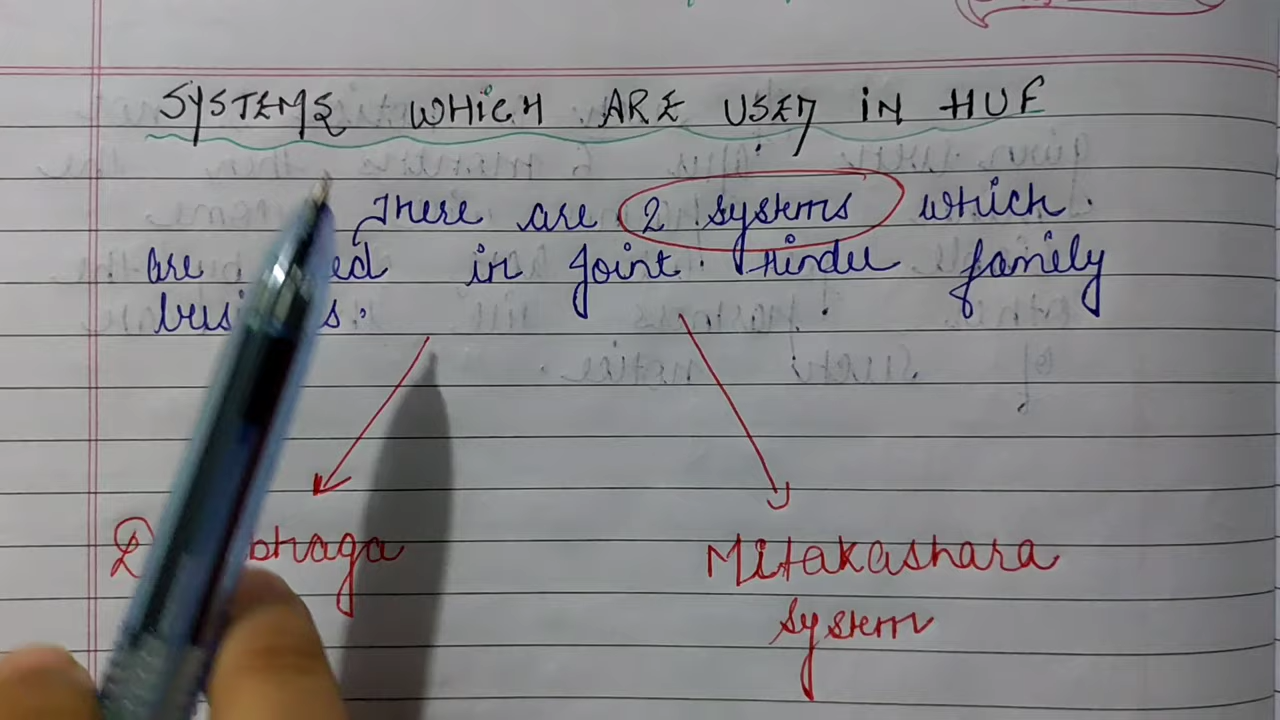 SYSTEMS WHICH ARE USED IN HUF
There are 2 systems which
are in Joint Hindu family
Mitakashara
system